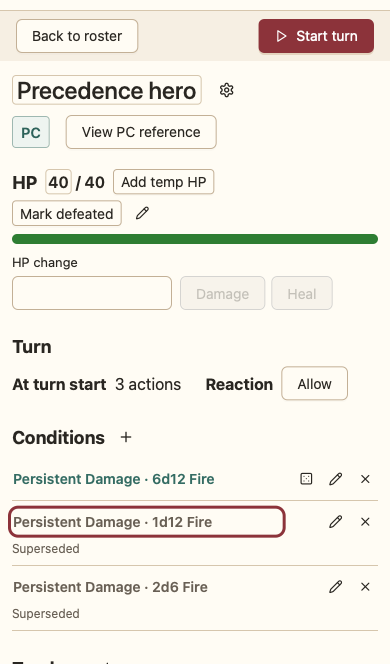 Back to roster
Start turn
Precedence hero
PC
View PC reference
HP 40 / 40 Add temp HP
Mark defeated
HP change
Damage
Heal
Turn
At turn start 3 actions Reaction Allow
Conditions
Persistent Damage · 6d12 Fire
Persistent Damage · 1d12 Fire
Superseded
Persistent Damage · 2d6 Fire
Superseded